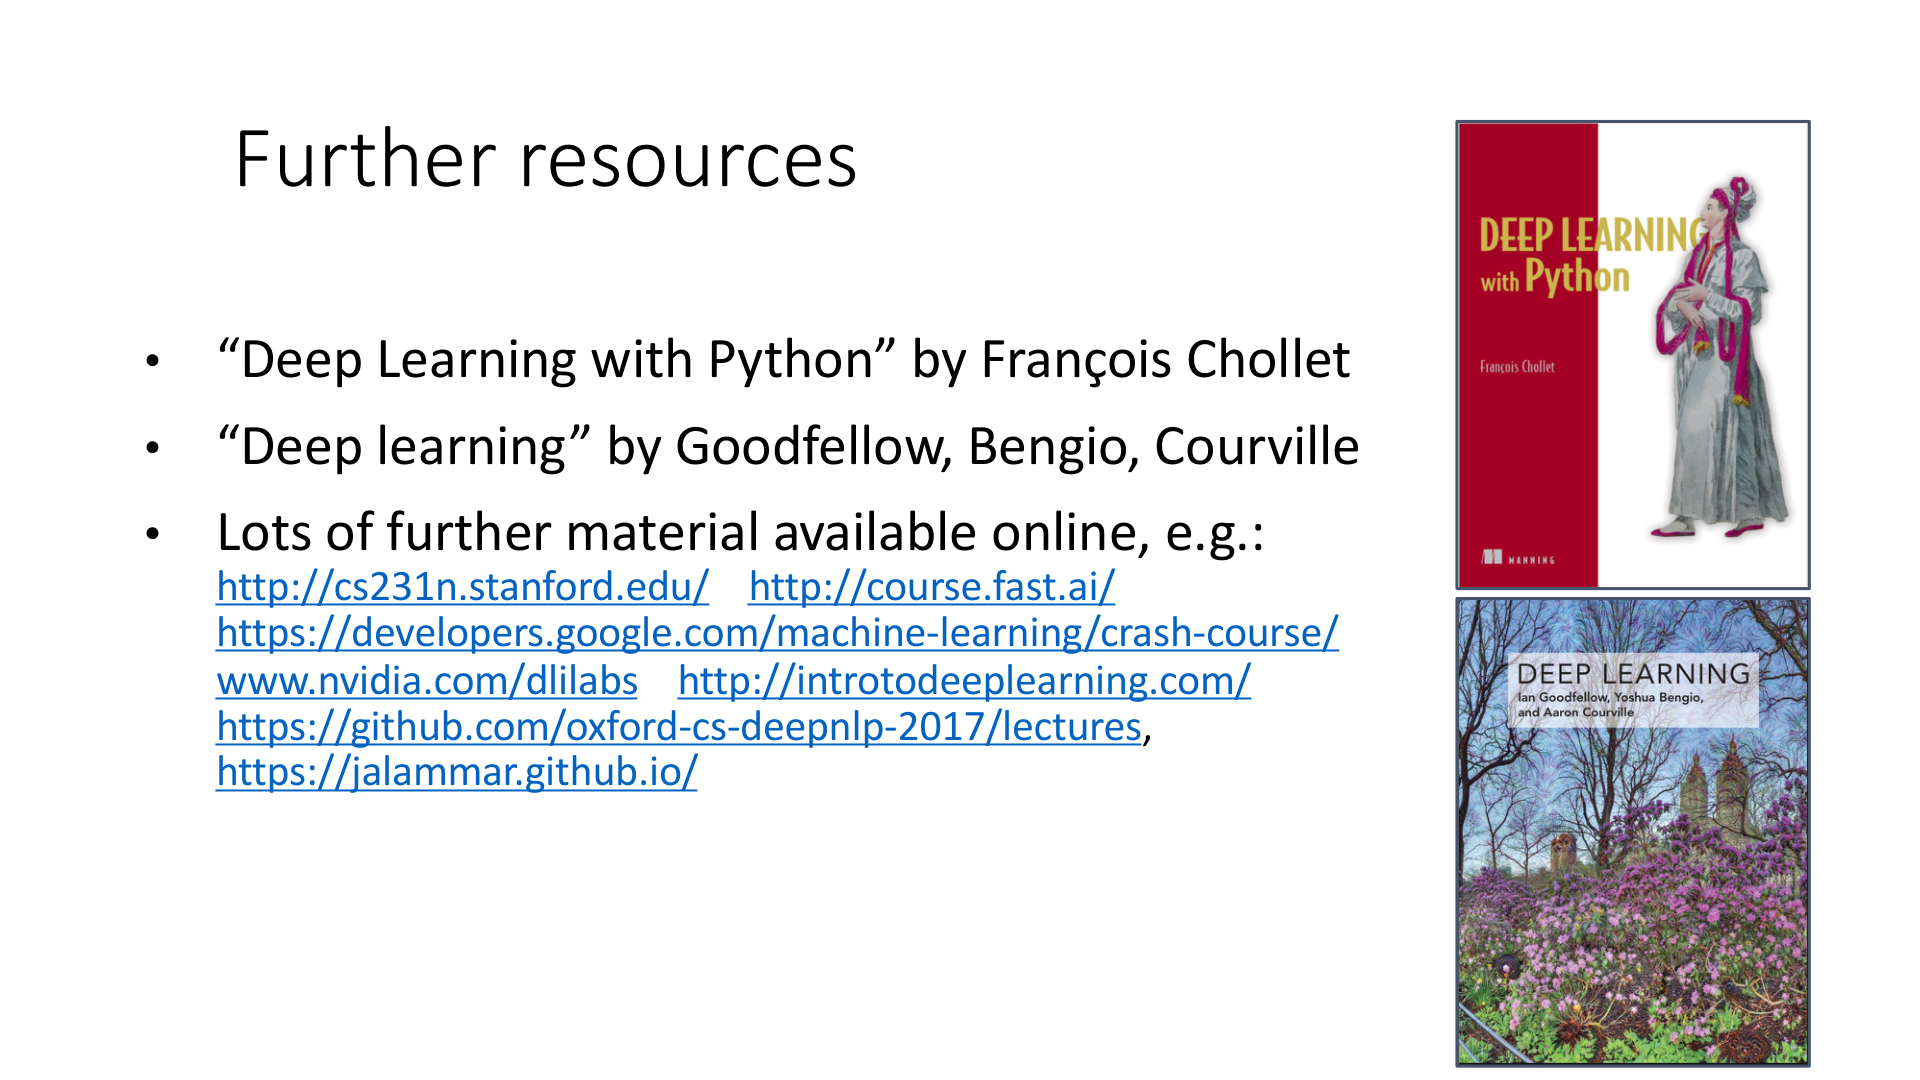 Further resources
• “Deep Learning with Python” by François Chollet
• “Deep learning” by Goodfellow, Bengio, Courville
• Lots of further material available online, e.g.:
http://cs231n.stanford.edu/ http://course.fast.ai/
https://developers.google.com/machine-learning/crash-course/
www.nvidia.com/dlilabs http://introtodeeplearning.com/
https://github.com/oxford-cs-deepnlp-2017/lectures,
https://jalammar.github.io/
DEEP LEARNING
with Python
François Chollet
MANNING
DEEP LEARNING
Ian Goodfellow, Yoshua Bengio,
and Aaron Courville